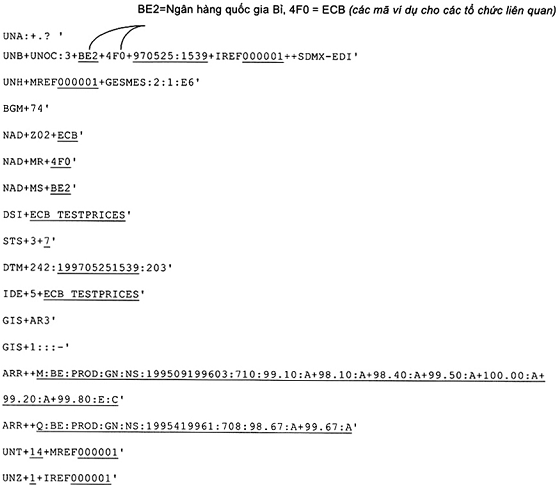 BE2=Ngân hàng quốc gia Bỉ, 4F0 = ECB (các mã ví dụ cho các tổ chức liên quan)
UNA:+.? '
UNB+UNOC:3+BE2+4F0+970525:1539+IREF000001++SDMX-EDI'
UNH+MREF000001+GESMES:2:1:E6'
BGM+74'
NAD+Z02+ECB'
NAD+MR+4F0'
NAD+MS+BE2'
DSI+ECB_TESTPRICES'
STS+3+7'
DTM+242:199705251539:203'
IDE+5+ECB_TESTPRICES'
GIS+AR3'
GIS+1:::-'
ARR++M:BE:PROD:GN:NS:199509199603:710:99.10:A+98.10:A+98.40:A+99.50:A+100.00:A+
99.20:A+99.80:E:C'
ARR++Q:BE:PROD:GN:NS:1995419961:708:98.67:A+99.67:A'
UNT+14+MREF000001'
UNZ+1+IREF000001'